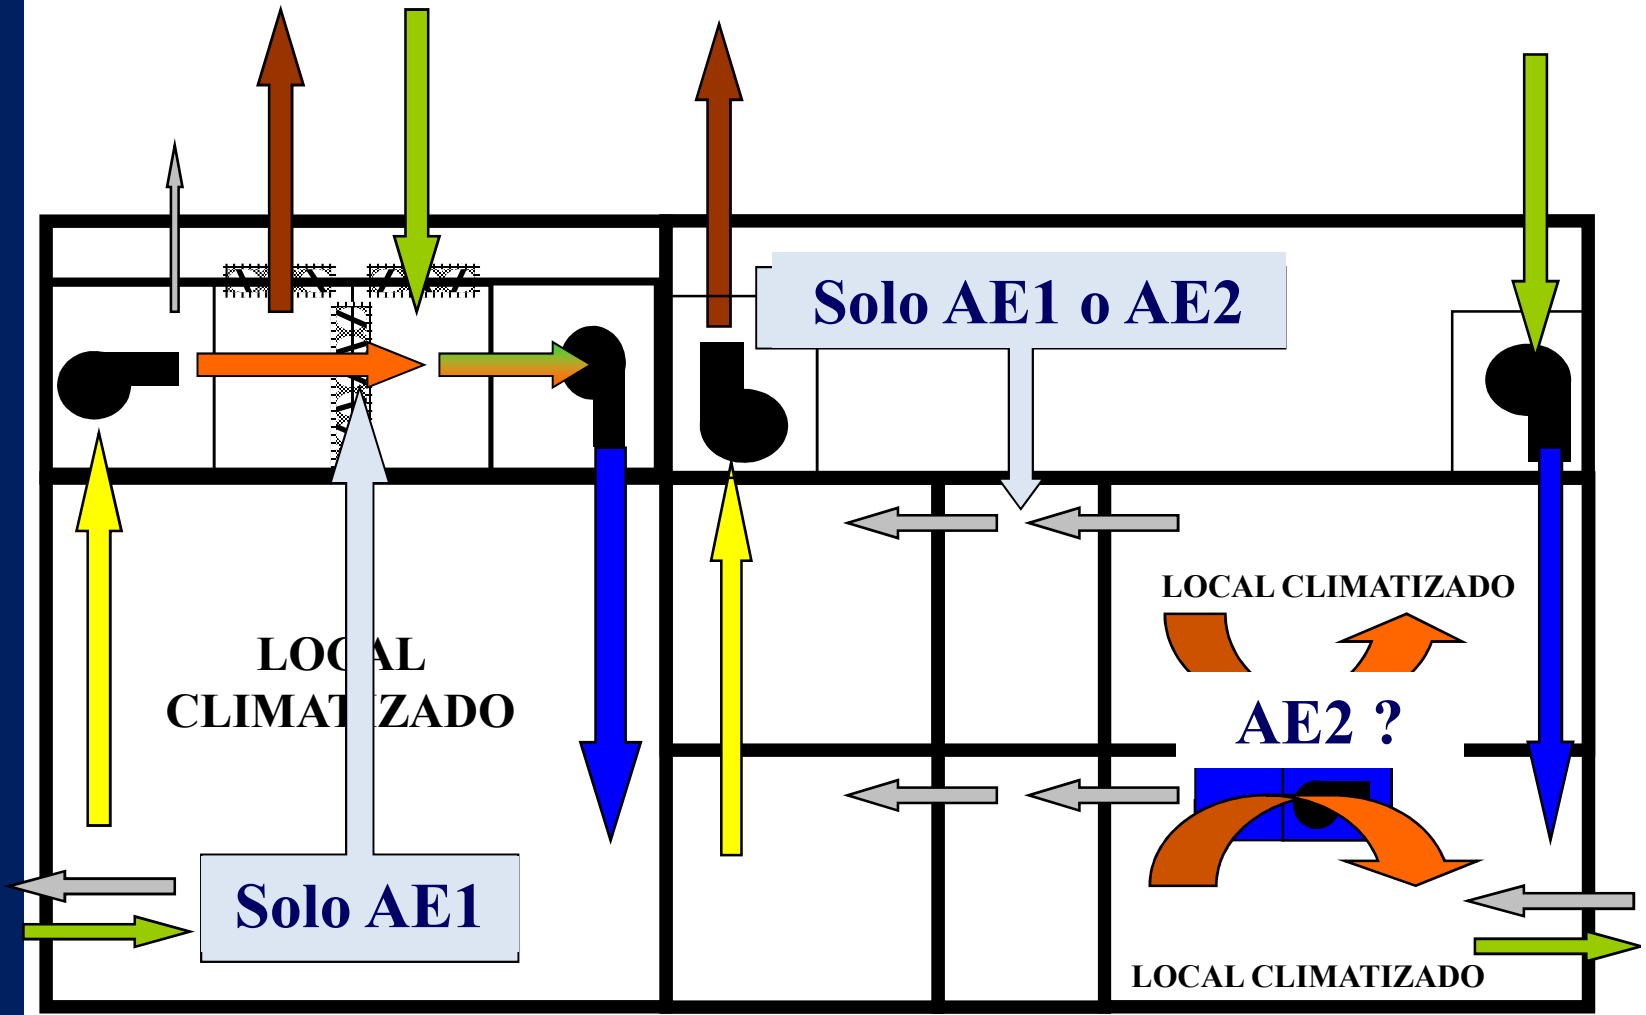 Solo AE1 o AE2
LOCAL CLIMATIZADO
LOCAL
CLIMATIZADO
AE2 ?
Solo AE1
LOCAL CLIMATIZADO